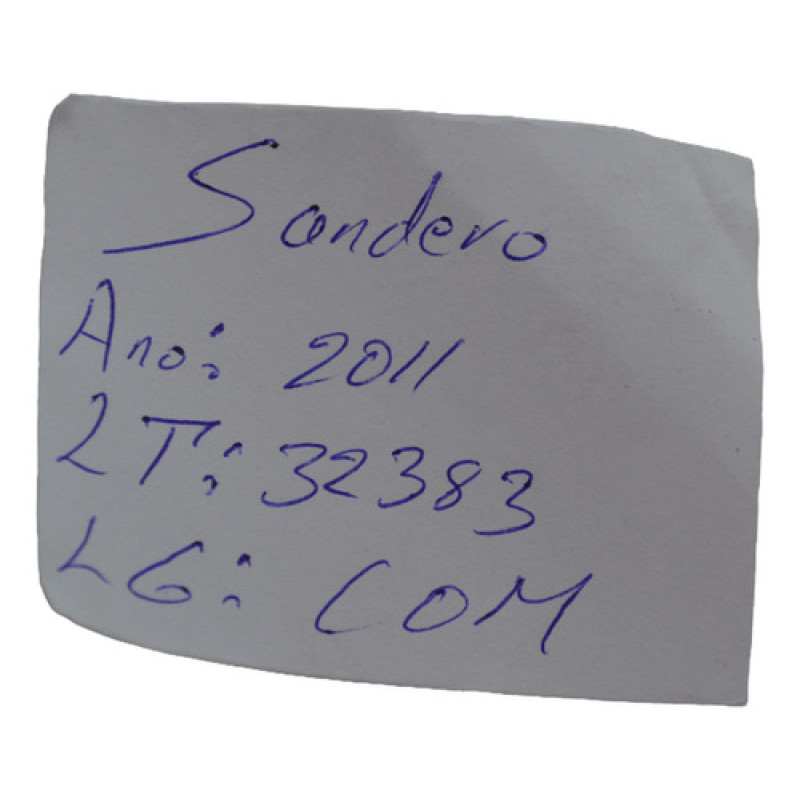 Sandero
Ano: 2011
LT: 32383
LG: COM